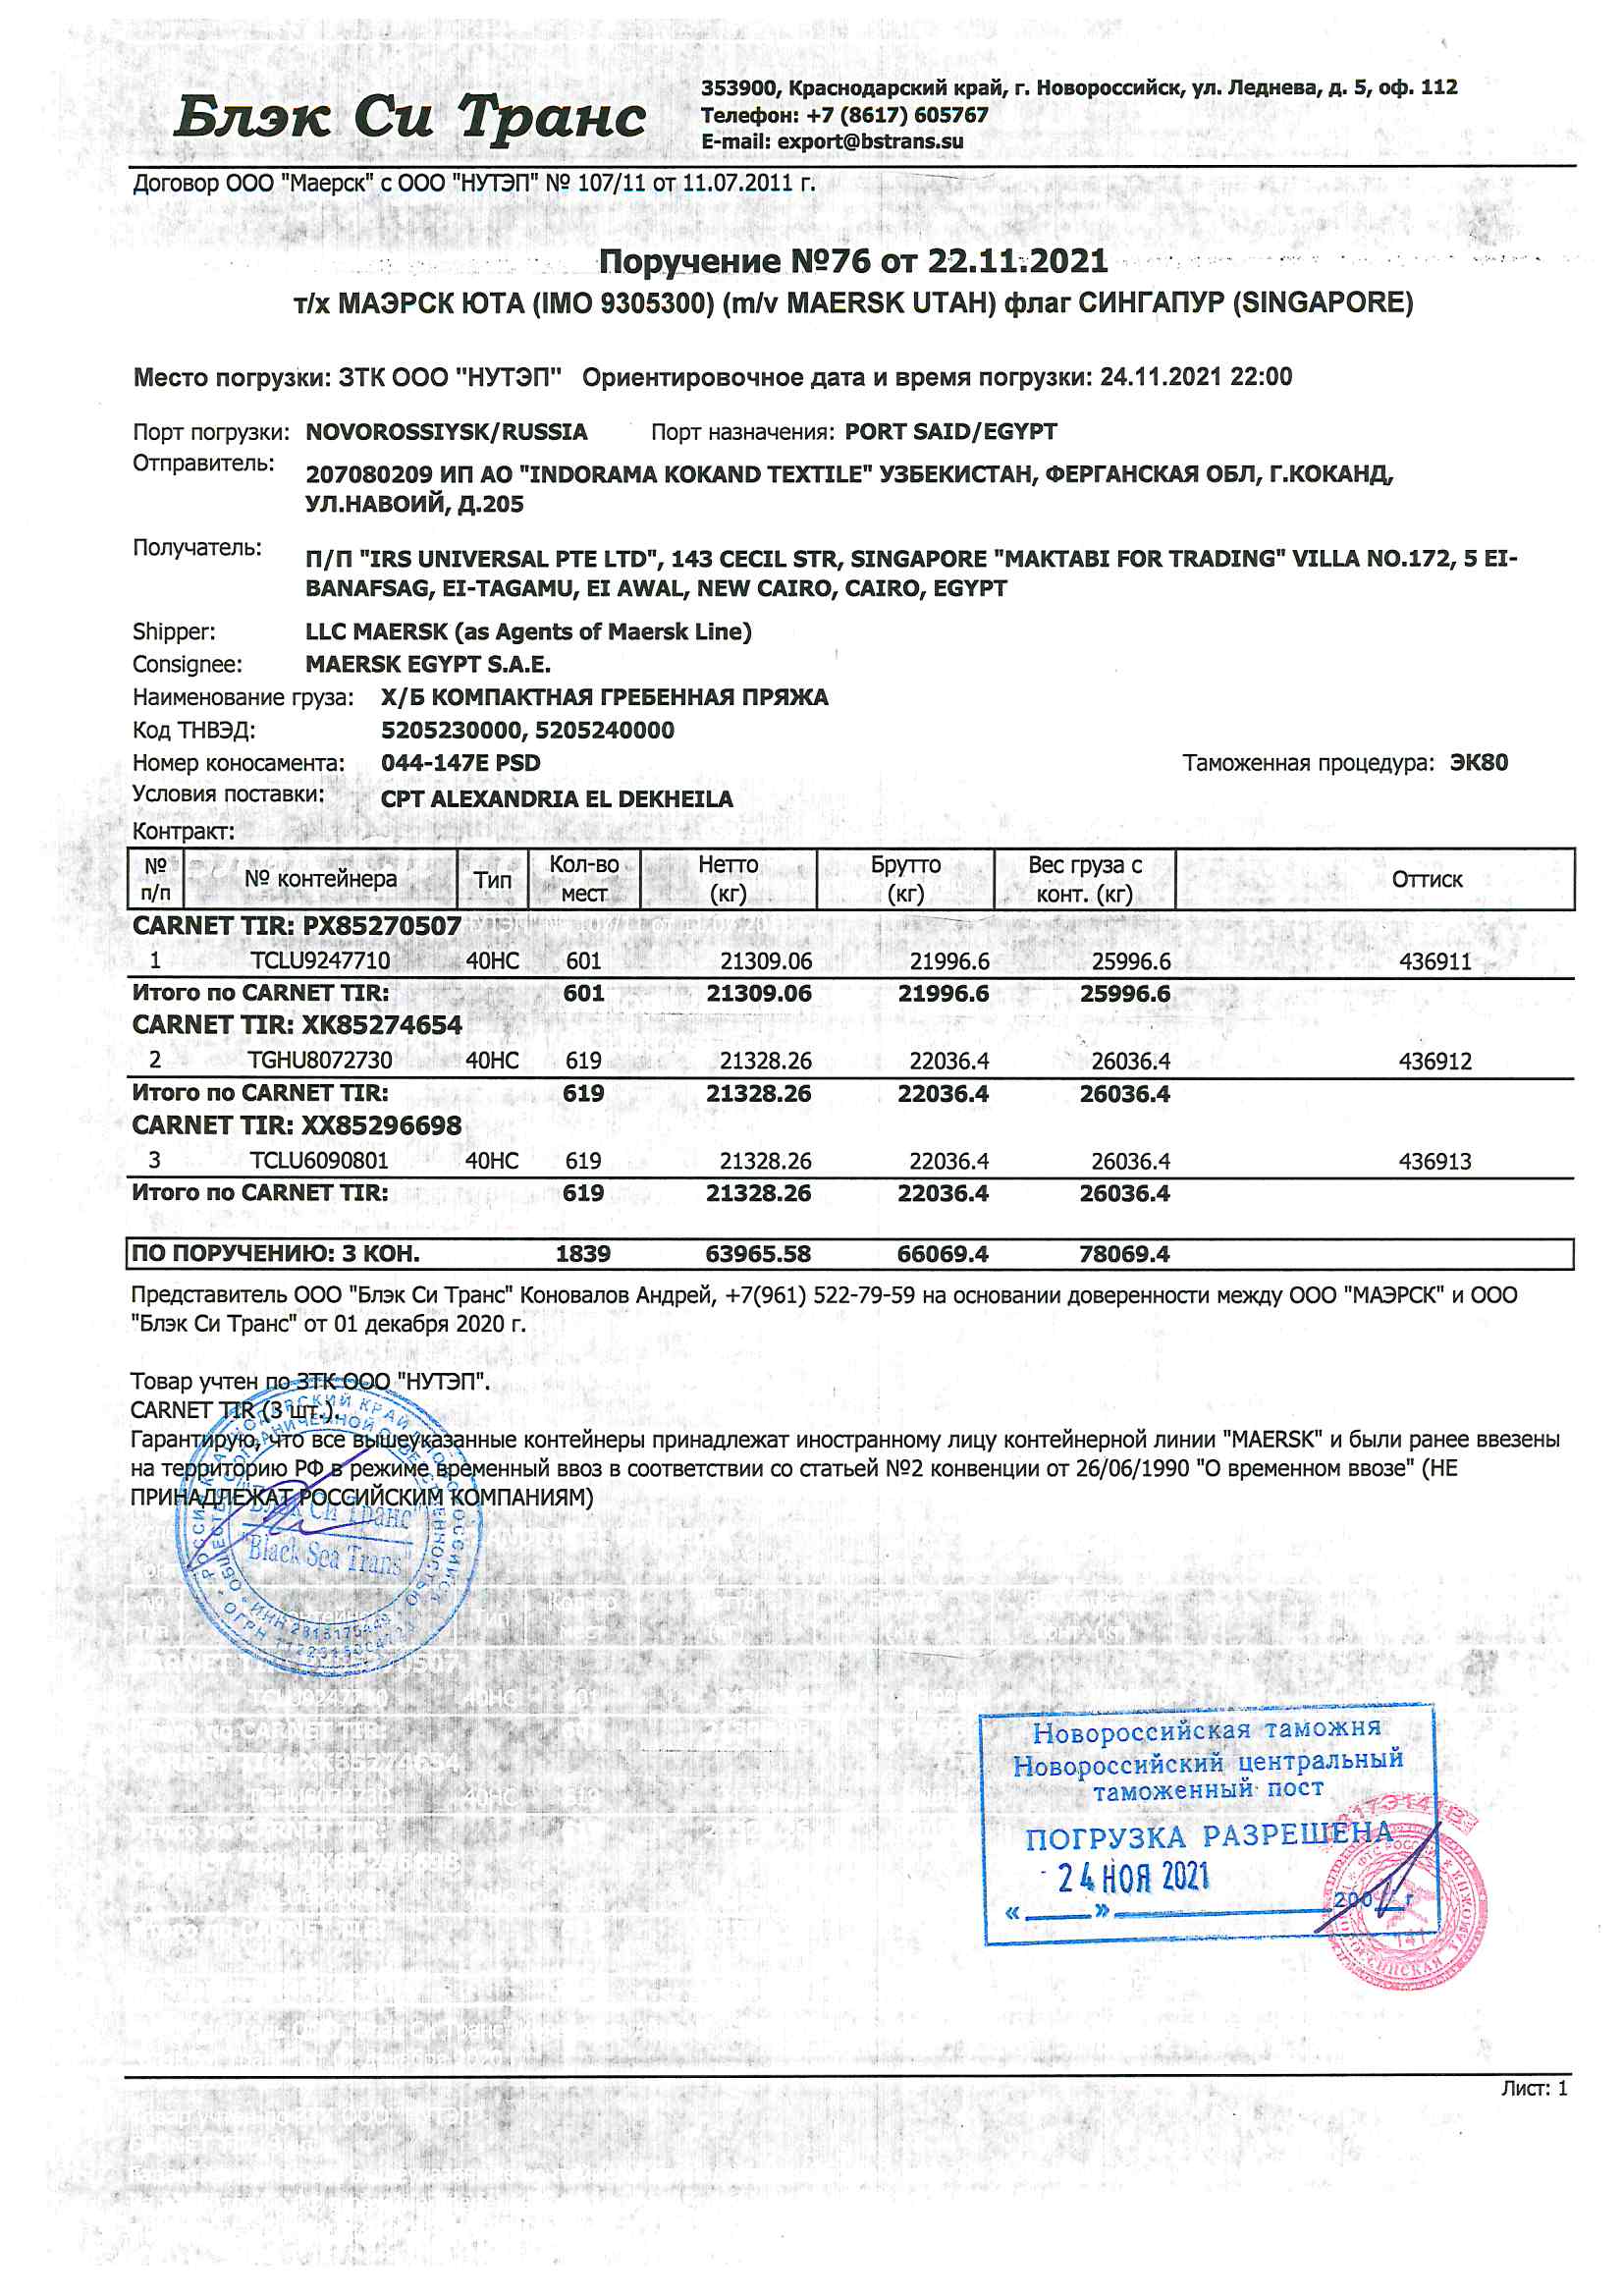 Блэк Си Транс
353900, Краснодарский край, г. Новороссийск, ул. Леднева, д. 5, оф. 112
Телефон: +7 (8617) 605767
E-mail: export@bstrans.su
Договор ООО "Маерск" с ООО "НУТЭП" № 107/11 от 11.07.2011 г.
Поручение №76 от 22.11.2021
т/х МАЭРСК ЮТА (IMO 9305300) (m/v MAERSK UTAH) флаг СИНГАПУР (SINGAPORE)
Место погрузки: ЗТК ООО "НУТЭП" Ориентировочное дата и время погрузки: 24.11.2021 22:00
Порт погрузки: NOVOROSSIYSK/RUSSIA Порт назначения: PORT SAID/EGYPT
Отправитель: 207080209 ИП АО "INDORAMA KOKAND TEXTILE" УЗБЕКИСТАН, ФЕРГАНСКАЯ ОБЛ, Г.КОКАНД,
УЛ.НАВОИЙ, Д.205
Получатель: П/П "IRS UNIVERSAL PTE LTD", 143 CECIL STR, SINGAPORE "MAKTABI FOR TRADING" VILLA NO.172, 5 EI-
BANAFSAG, EI-TAGAMU, EI AWAL, NEW CAIRO, CAIRO, EGYPT
Shipper: LLC MAERSK (as Agents of Maersk Line)
Consignee: MAERSK EGYPT S.A.E.
Наименование груза: Х/Б КОМПАКТНАЯ ГРЕБЕННАЯ ПРЯЖА
Код ТНВЭД: 5205230000, 5205240000
Номер коносамента: 044-147E PSD Таможенная процедура: ЭК80
Условия поставки: CPT ALEXANDRIA EL DEKHEILA
Контракт:
№ п/п № контейнера Тип Кол-во мест Нетто (кг) Брутто (кг) Вес груза с конт. (кг) Оттиск
CARNET TIR: PX85270507
1 TCLU9247710 40HC 601 21309.06 21996.6 25996.6 436911
Итого по CARNET TIR: 601 21309.06 21996.6 25996.6
CARNET TIR: XK85274654
2 TGHU8072730 40HC 619 21328.26 22036.4 26036.4 436912
Итого по CARNET TIR: 619 21328.26 22036.4 26036.4
CARNET TIR: XX85296698
3 TCLU6090801 40HC 619 21328.26 22036.4 26036.4 436913
Итого по CARNET TIR: 619 21328.26 22036.4 26036.4
ПО ПОРУЧЕНИЮ: 3 КОН. 1839 63965.58 66069.4 78069.4
Представитель ООО "Блэк Си Транс" Коновалов Андрей, +7(961) 522-79-59 на основании доверенности между ООО "МАЭРСК" и ООО
"Блэк Си Транс" от 01 декабря 2020 г.
Товар учтен по ЗТК ООО "НУТЭП".
CARNET TIR (3 шт.).
Гарантирую, что все вышеуказанные контейнеры принадлежат иностранному лицу контейнерной линии "MAERSK" и были ранее ввезены
на территорию РФ в режиме временный ввоз в соответствии со статьей №2 конвенции от 26/06/1990 "О временном ввозе" (НЕ
ПРИНАДЛЕЖАТ РОССИЙСКИМ КОМПАНИЯМ)
"Блэк Си Транс"
"Black Sea Trans"
Новороссийская таможня
Новороссийский центральный
таможенный пост
ПОГРУЗКА РАЗРЕШЕНА
24 НОЯ 2021
« » 200 г
Лист: 1